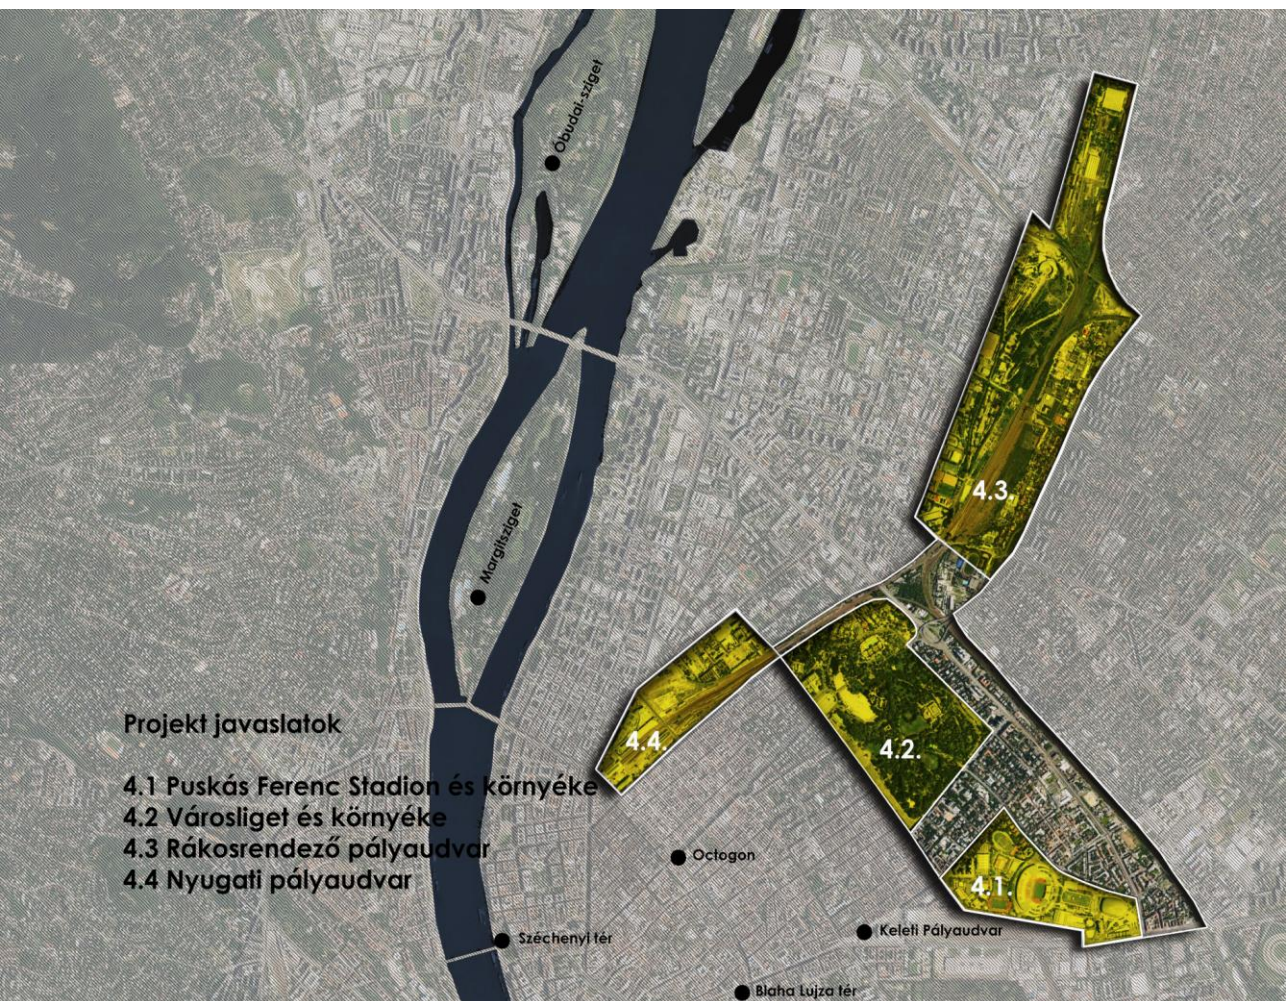 Óbudai-sziget
4.3.
Margitsziget
Projekt javaslatok
4.1 Puskás Ferenc Stadion és környéke
4.2 Városliget és környéke
4.3 Rákosrendező pályaudvar
4.4 Nyugati pályaudvar
4.4.
4.2.
Octogon
4.1.
Széchenyi tér
Keleti Pályaudvar
Blaha Lujza tér